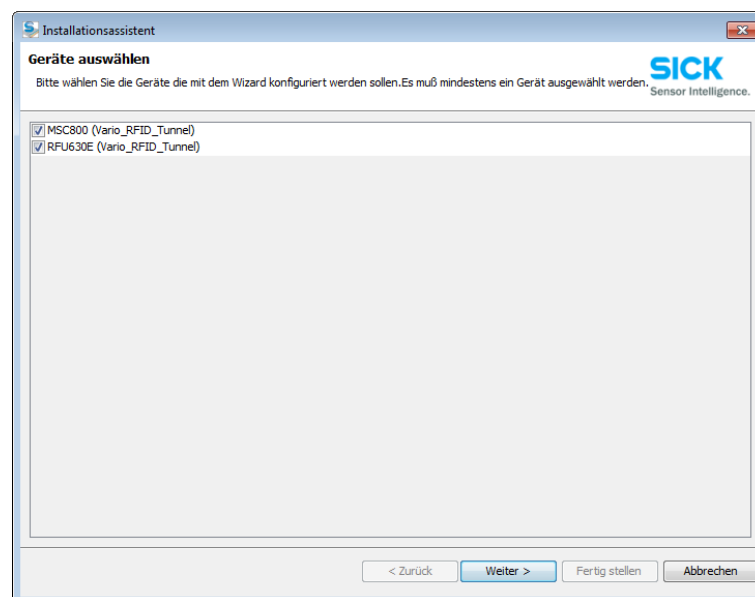 Installationsassistent
Geräte auswählen
Bitte wählen Sie die Geräte die mit dem Wizard konfiguriert werden sollen.Es muß mindestens ein Gerät ausgewählt werden.
SICK
Sensor Intelligence.
MSC800 (Vario_RFID_Tunnel)
RFU630E (Vario_RFID_Tunnel)
< Zurück Weiter > Fertig stellen Abbrechen